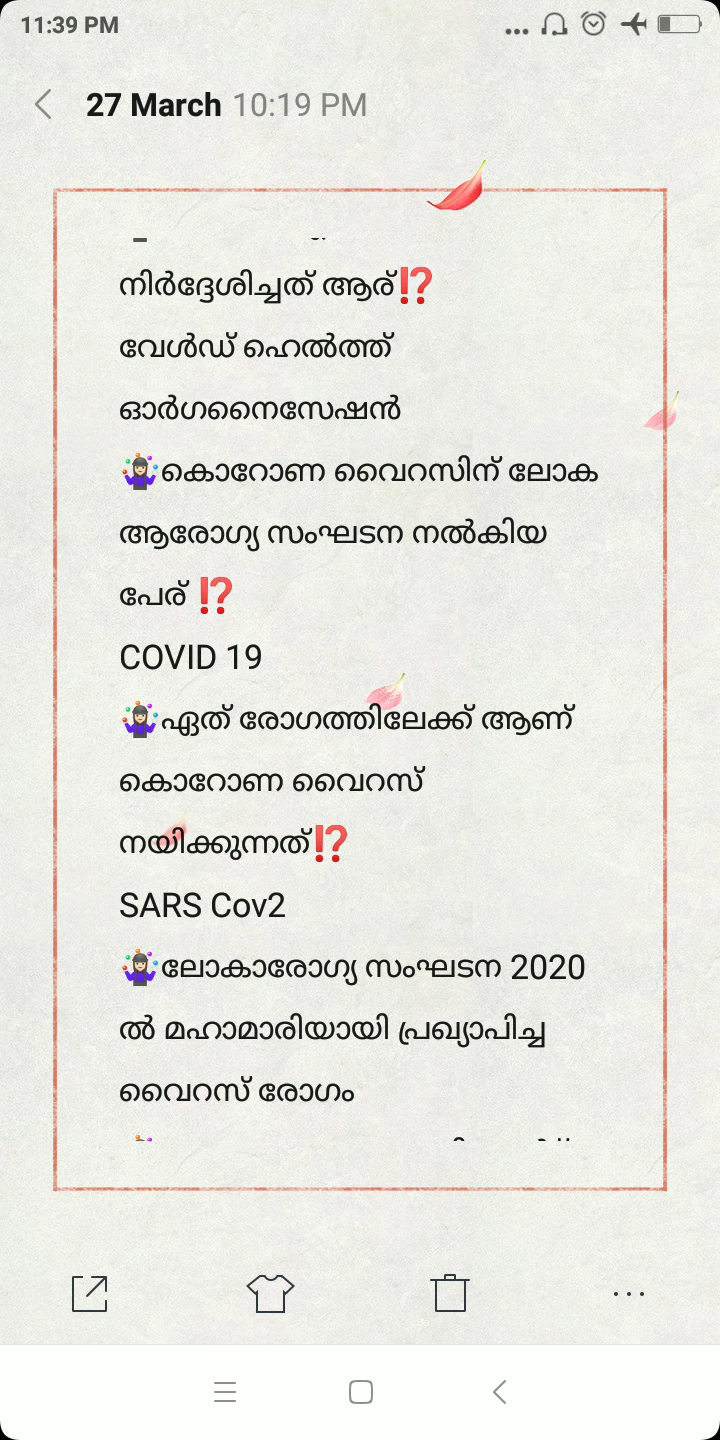 11:39 PM
27 March 10:19 PM
നിർദ്ദേശിച്ചത് ആര്⁉️
വേൾഡ് ഹെൽത്ത്
ഓർഗനൈസേഷൻ
🤹🏻‍♀️കൊറോണ വൈറസിന് ലോക
ആരോഗ്യ സംഘടന നൽകിയ
പേര് ⁉️
COVID 19
🤹🏻‍♀️ഏത് രോഗത്തിലേക്ക് ആണ്
കൊറോണ വൈറസ്
നയിക്കുന്നത്⁉️
SARS Cov2
🤹🏻‍♀️ലോകാരോഗ്യ സംഘടന 2020
ൽ മഹാമാരിയായി പ്രഖ്യാപിച്ച
വൈറസ് രോഗം